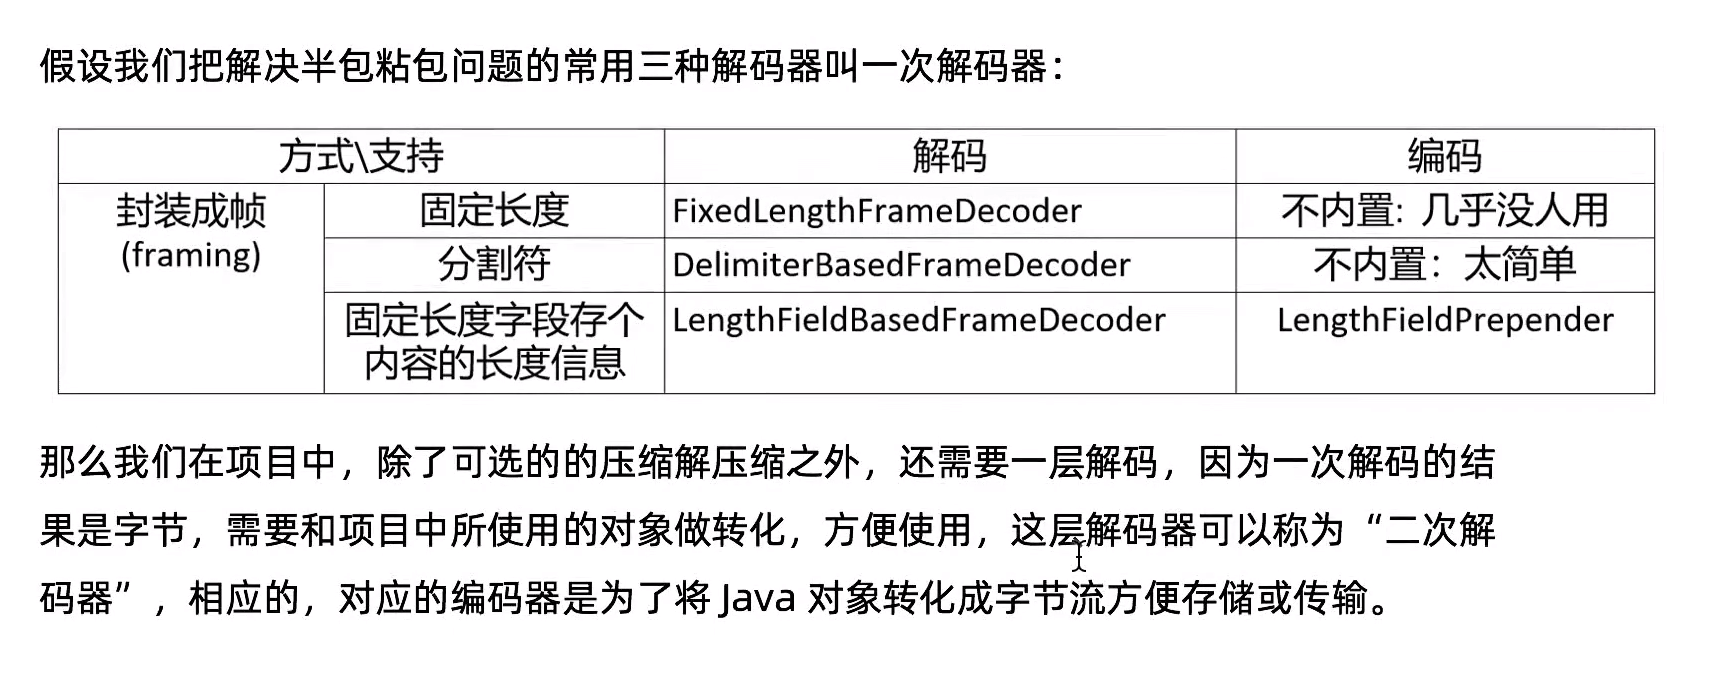 假设我们把解决半包粘包问题的常用三种解码器叫一次解码器：
方式\支持 解码 编码
封装成帧 固定长度 FixedLengthFrameDecoder 不内置: 几乎没人用
(framing) 分割符 DelimiterBasedFrameDecoder 不内置：太简单
固定长度字段存个 LengthFieldBasedFrameDecoder LengthFieldPrepender
内容的长度信息
那么我们在项目中，除了可选的的压缩解压缩之外，还需要一层解码，因为一次解码的结
果是字节，需要和项目中所使用的对象做转化，方便使用，这层解码器可以称为“二次解
码器”，相应的，对应的编码器是为了将 Java 对象转化成字节流方便存储或传输。